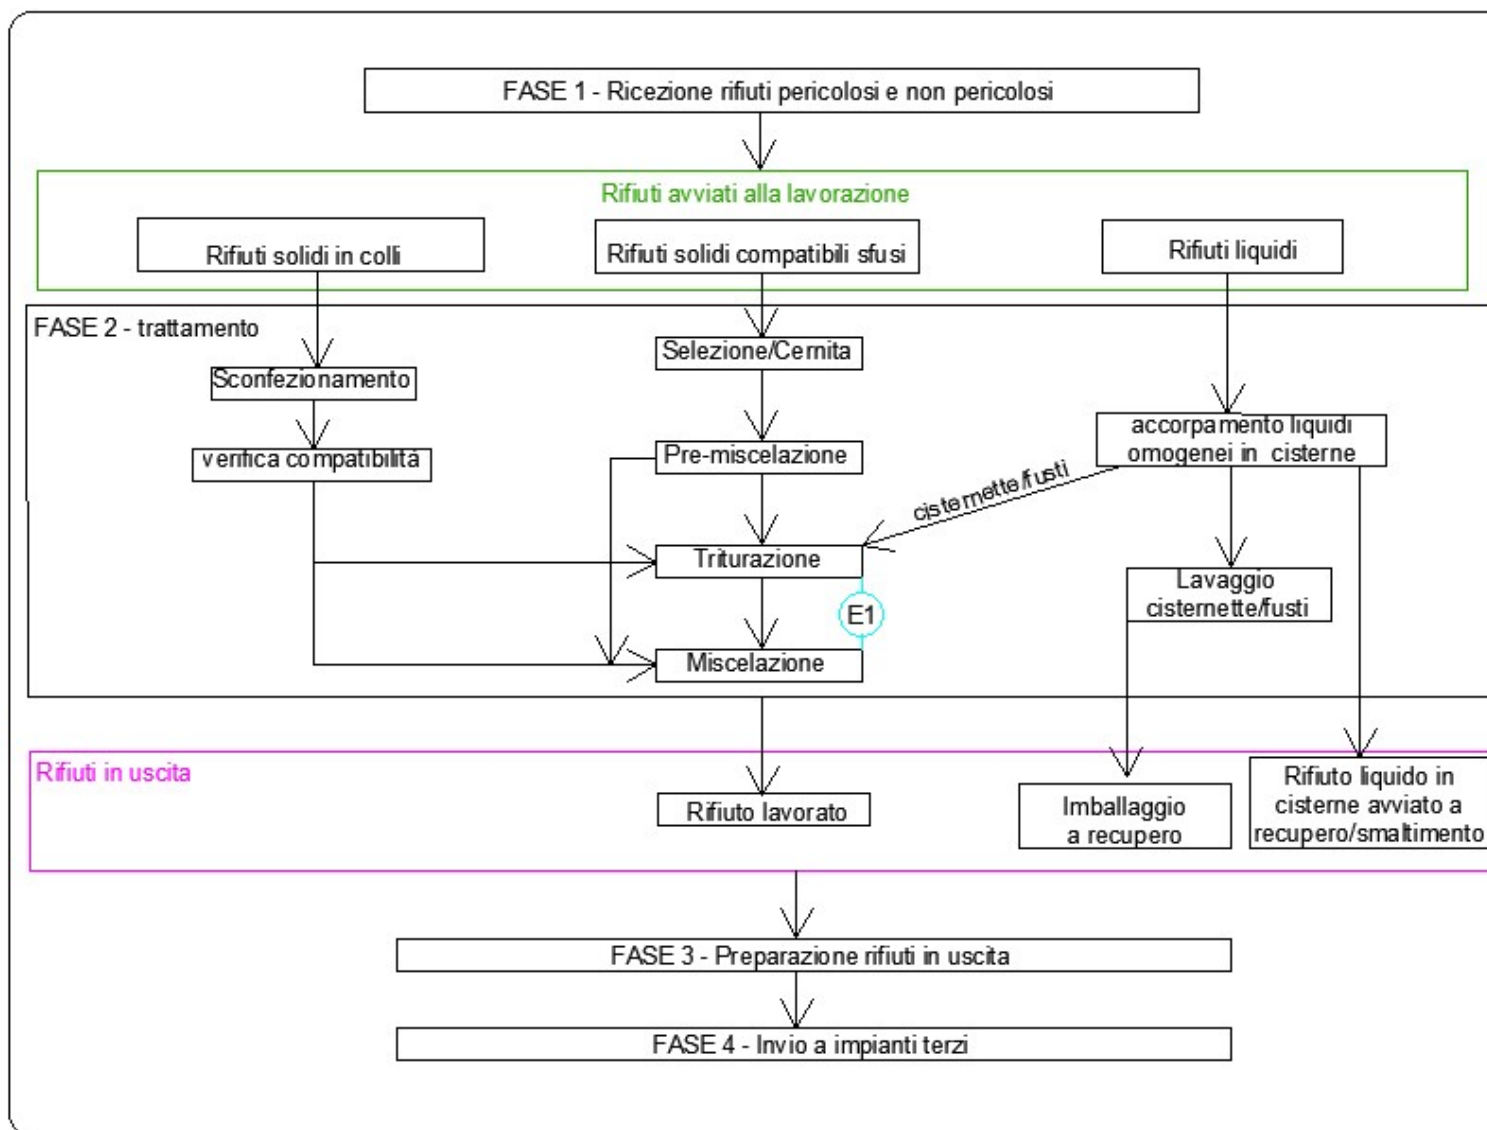 FASE 1 - Ricezione rifiuti pericolosi e non pericolosi
Rifiuti avviati alla lavorazione
Rifiuti solidi in colli
Rifiuti solidi compatibili sfusi
Rifiuti liquidi
FASE 2 - trattamento
Sconfezionamento
verifica compatibilità
Selezione/Cernita
Pre-miscelazione
accorpamento liquidi
omogenei in cisterne
cisternette/fusti
Triturazione
E1
Lavaggio
cisternette/fusti
Miscelazione
Rifiuti in uscita
Rifiuto lavorato
Imballaggio
a recupero
Rifiuto liquido in
cisterne avviato a
recupero/smaltimento
FASE 3 - Preparazione rifiuti in uscita
FASE 4 - Invio a impianti terzi